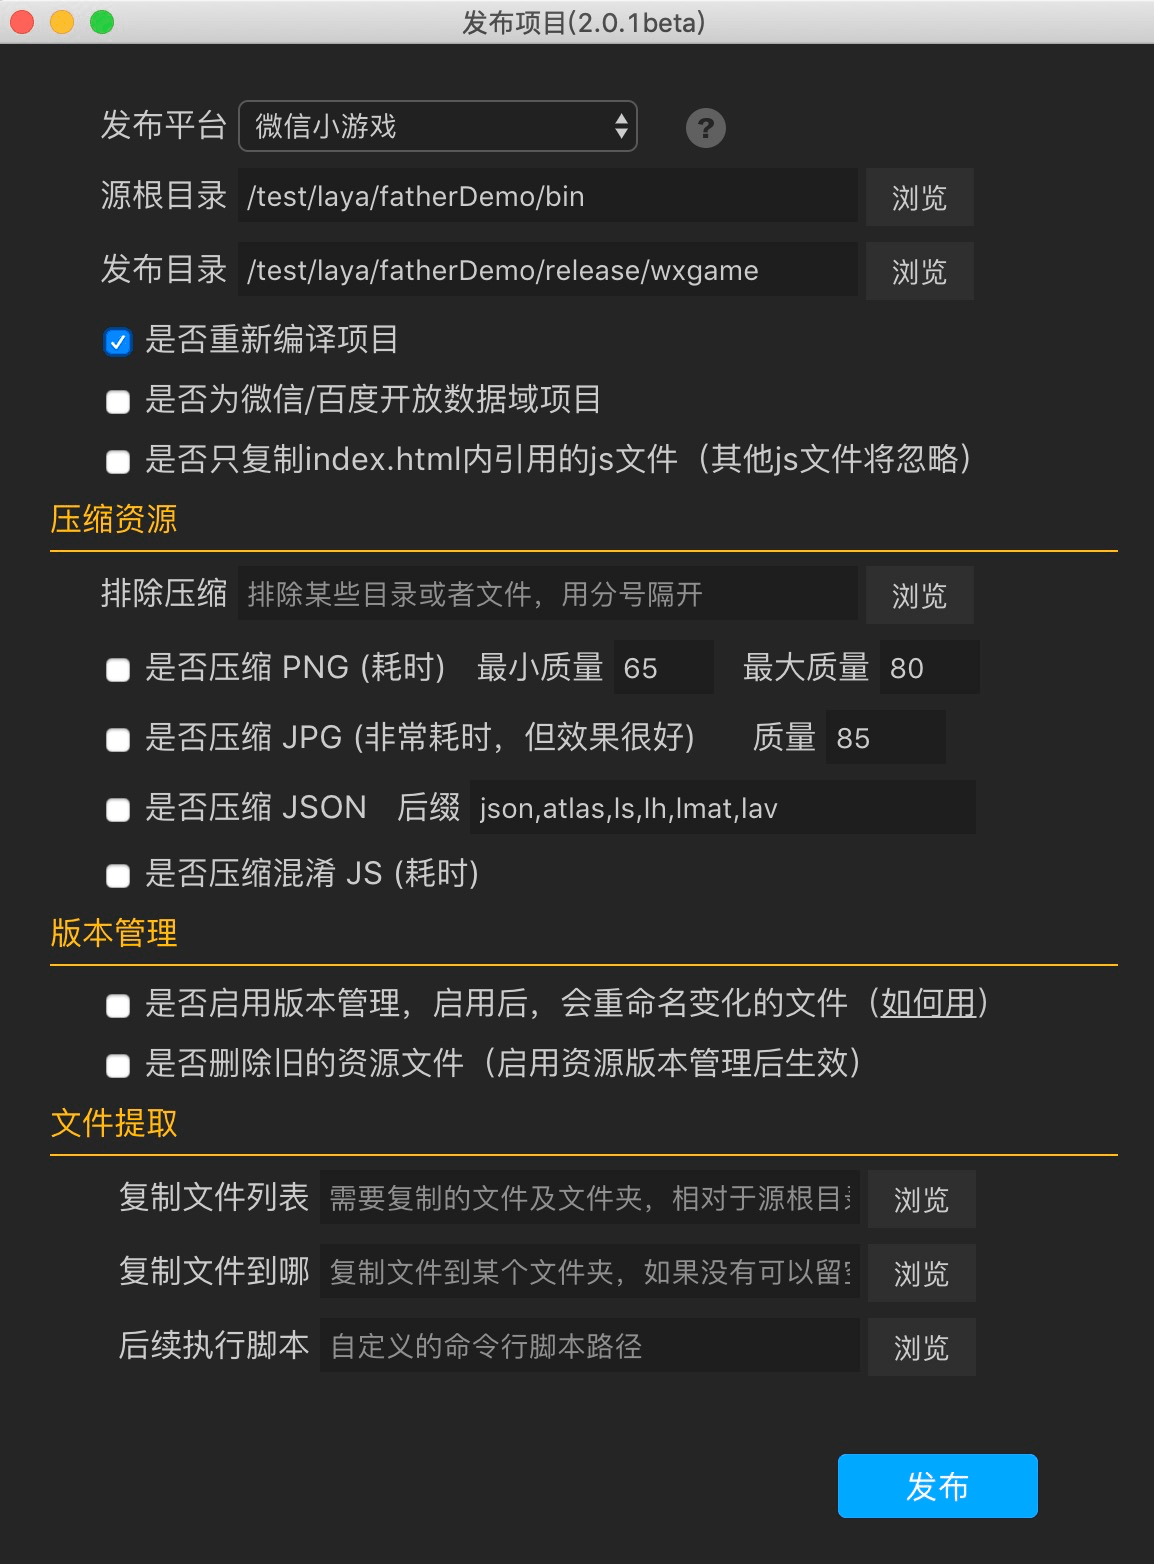 发布项目(2.0.1beta)
发布平台 微信小游戏 ?
源根目录 /test/laya/fatherDemo/bin 浏览
发布目录 /test/laya/fatherDemo/release/wxgame 浏览
是否重新编译项目
是否为微信/百度开放数据域项目
是否只复制index.html内引用的js文件（其他js文件将忽略）
压缩资源
排除压缩 排除某些目录或者文件，用分号隔开 浏览
是否压缩 PNG (耗时) 最小质量 65 最大质量 80
是否压缩 JPG (非常耗时，但效果很好) 质量 85
是否压缩 JSON 后缀 json,atlas,ls,lh,lmat,lav
是否压缩混淆 JS (耗时)
版本管理
是否启用版本管理，启用后，会重命名变化的文件（如何用）
是否删除旧的资源文件（启用资源版本管理后生效）
文件提取
复制文件列表 需要复制的文件及文件夹，相对于源根目 浏览
复制文件到哪 复制文件到某个文件夹，如果没有可以留 浏览
后续执行脚本 自定义的命令行脚本路径 浏览
发布